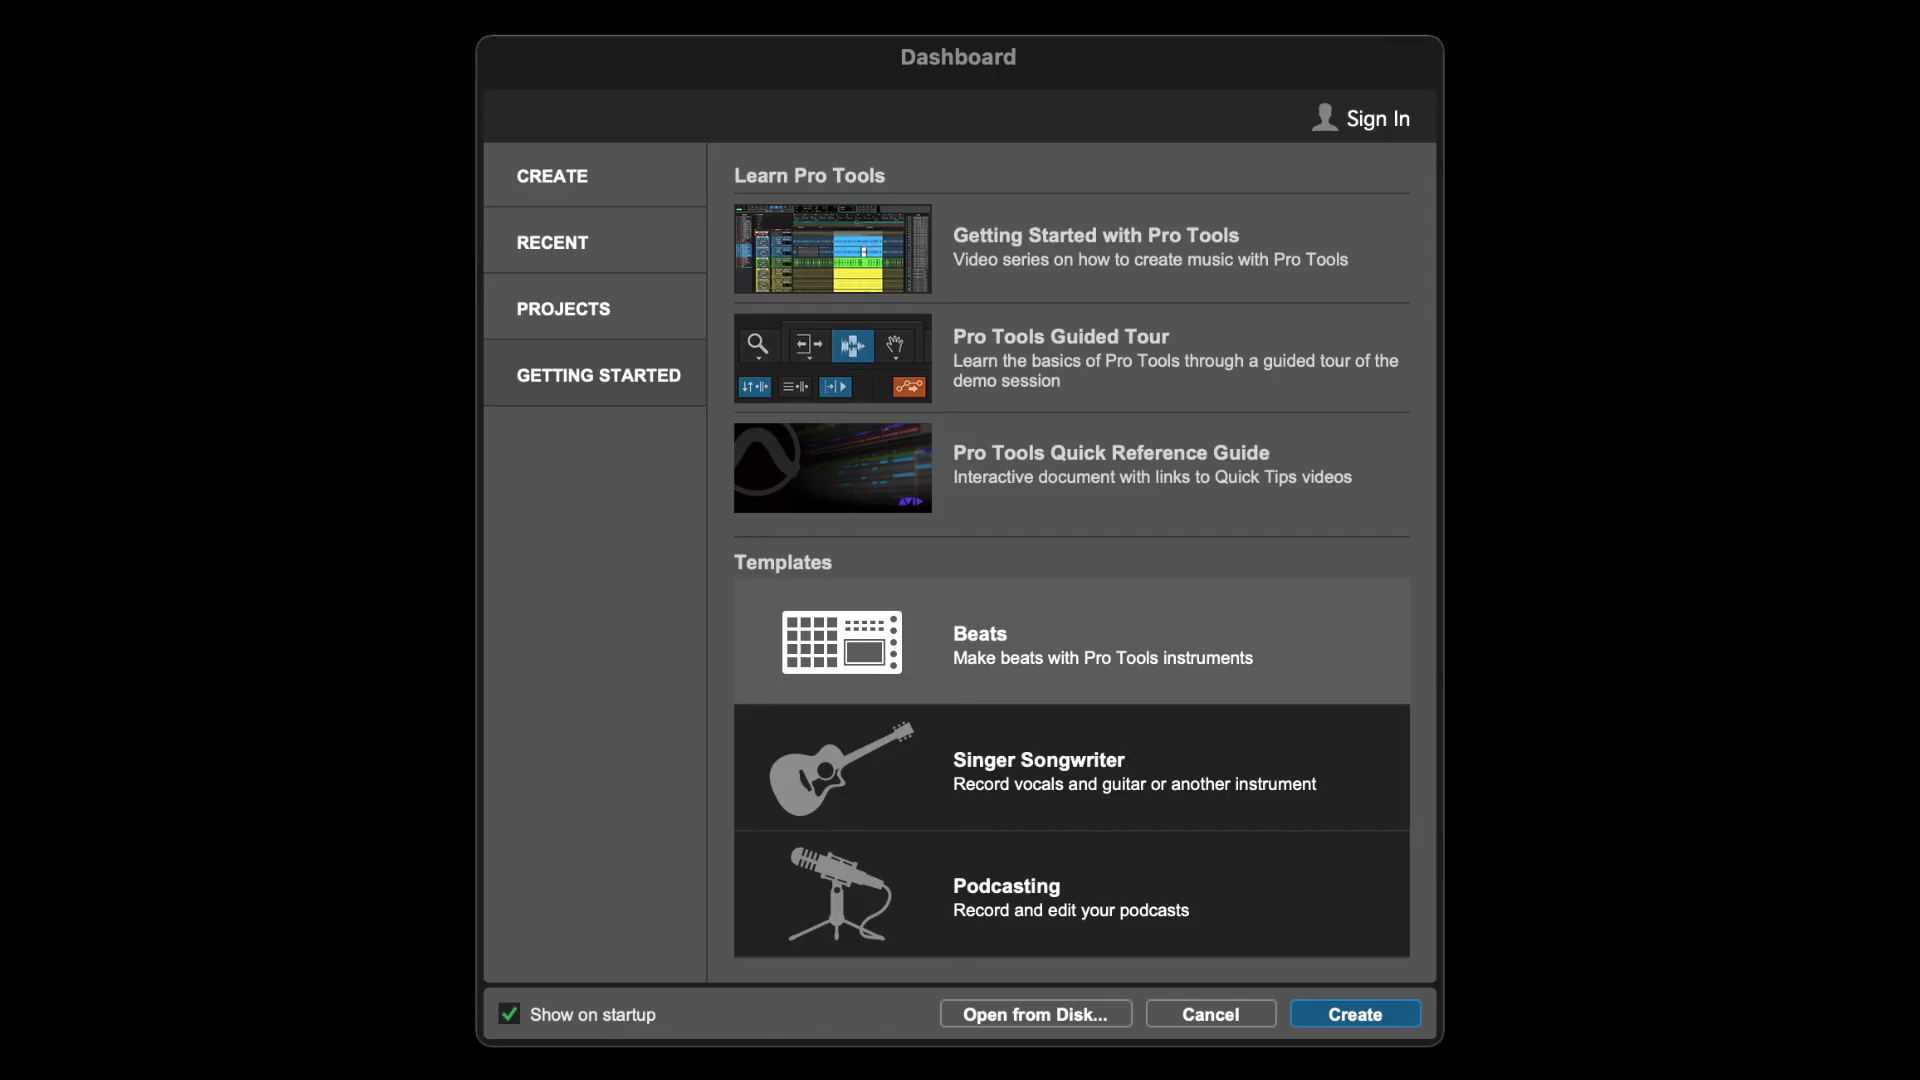 Dashboard
Sign In
CREATE
RECENT
PROJECTS
GETTING STARTED
Learn Pro Tools
Getting Started with Pro Tools
Video series on how to create music with Pro Tools
Pro Tools Guided Tour
Learn the basics of Pro Tools through a guided tour of the
demo session
Pro Tools Quick Reference Guide
Interactive document with links to Quick Tips videos
AVID
Templates
Beats
Make beats with Pro Tools instruments
Singer Songwriter
Record vocals and guitar or another instrument
Podcasting
Record and edit your podcasts
Show on startup
Open from Disk...
Cancel
Create